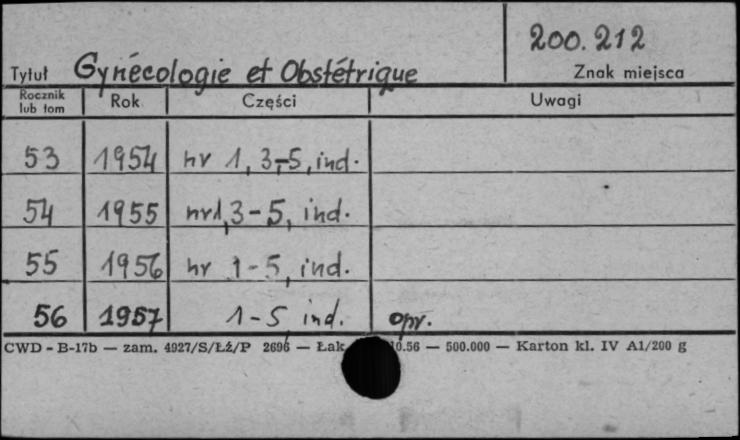 200.212
Tytuł Gynécologie et Obstétrique Znak miejsca
Rocznik lub tom Rok Części Uwagi
53 1954 nr 1, 3-5, ind.
54 1955 nr 1, 3-5, ind.
55 1956 nr 1-5, ind.
56 1957 1-5, ind. opr.
CWD - B-17b — zam. 4927/S/Łź/P 2696 — Łak 10.56 — 500.000 — Karton kl. IV A1/200 g